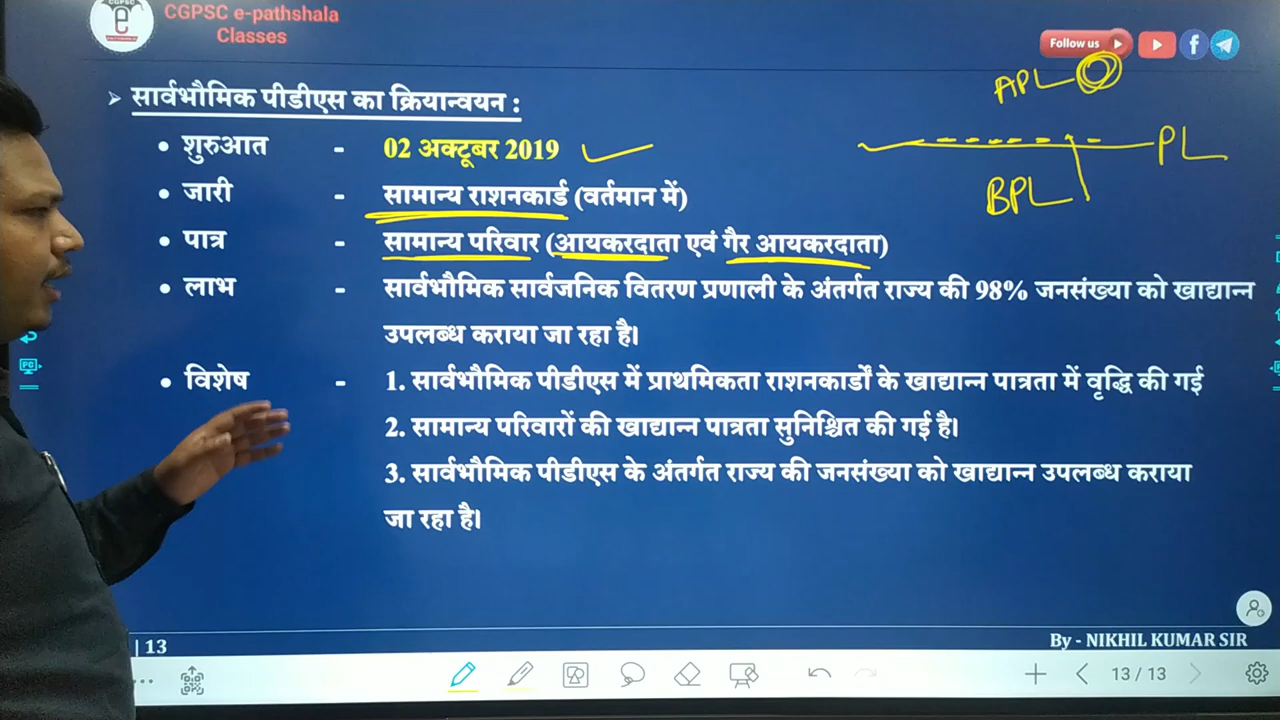 CGPSC e-pathshala
Classes
CGPSC
e
Follow us
APL
PL
BPL
➢ सार्वभौमिक पीडीएस का क्रियान्वयन :
• शुरुआत - 02 अक्टूबर 2019
• जारी - सामान्य राशनकार्ड (वर्तमान में)
• पात्र - सामान्य परिवार (आयकरदाता एवं गैर आयकरदाता)
• लाभ - सार्वभौमिक सार्वजनिक वितरण प्रणाली के अंतर्गत राज्य की 98% जनसंख्या को खाद्यान्न
उपलब्ध कराया जा रहा है।
• विशेष - 1. सार्वभौमिक पीडीएस में प्राथमिकता राशनकार्डों के खाद्यान्न पात्रता में वृद्धि की गई
2. सामान्य परिवारों की खाद्यान्न पात्रता सुनिश्चित की गई है।
3. सार्वभौमिक पीडीएस के अंतर्गत राज्य की जनसंख्या को खाद्यान्न उपलब्ध कराया
जा रहा है।
| 13
By - NIKHIL KUMAR SIR
13 / 13